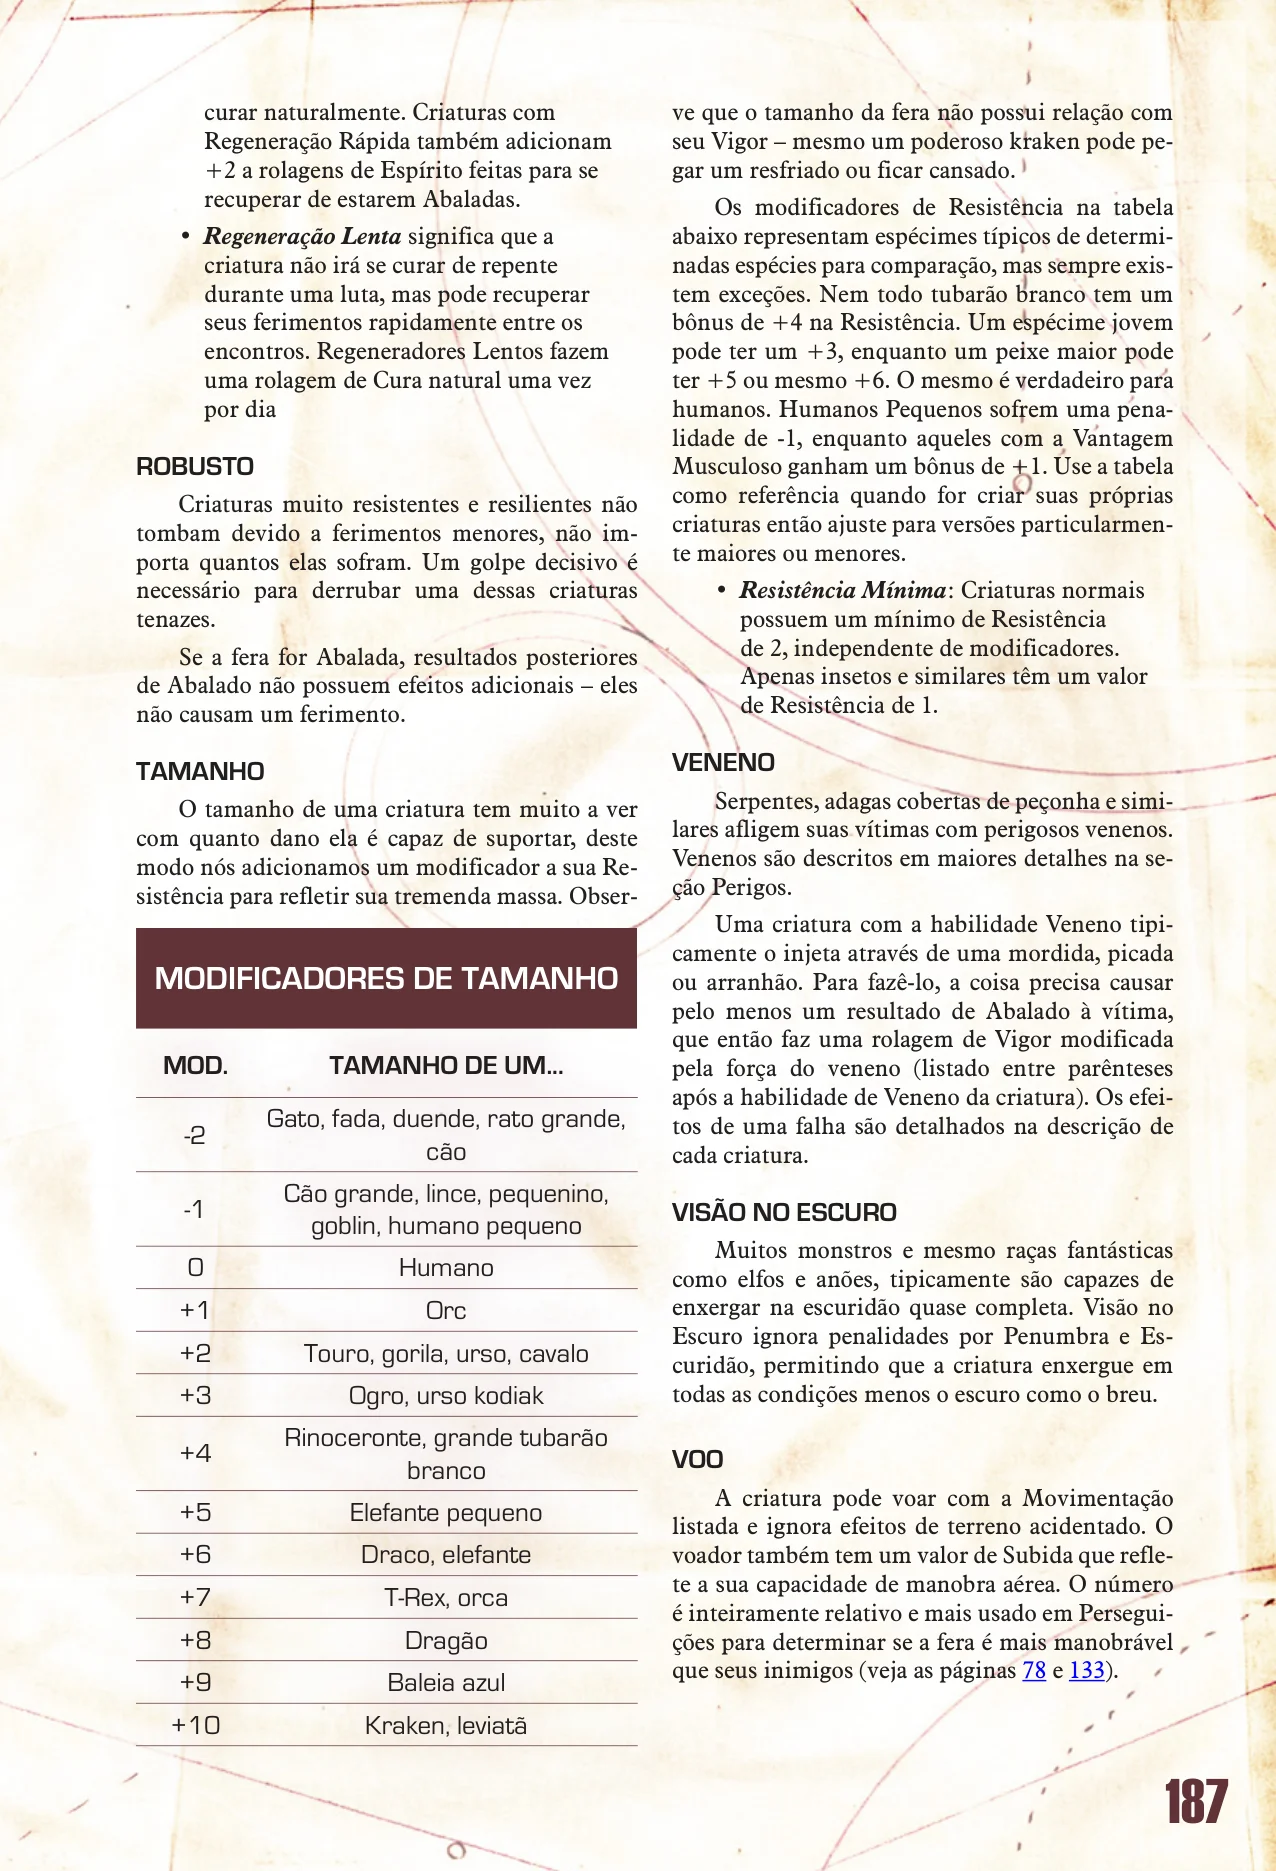 curar naturalmente. Criaturas com
Regeneração Rápida também adicionam
+2 a rolagens de Espírito feitas para se
recuperar de estarem Abaladas.
• Regeneração Lenta significa que a
criatura não irá se curar de repente
durante uma luta, mas pode recuperar
seus ferimentos rapidamente entre os
encontros. Regeneradores Lentos fazem
uma rolagem de Cura natural uma vez
por dia
ROBUSTO
Criaturas muito resistentes e resilientes não
tombam devido a ferimentos menores, não im-
porta quantos elas sofram. Um golpe decisivo é
necessário para derrubar uma dessas criaturas
tenazes.
Se a fera for Abalada, resultados posteriores
de Abalado não possuem efeitos adicionais – eles
não causam um ferimento.
TAMANHO
O tamanho de uma criatura tem muito a ver
com quanto dano ela é capaz de suportar, deste
modo nós adicionamos um modificador a sua Re-
sistência para refletir sua tremenda massa. Obser-
MODIFICADORES DE TAMANHO
MOD. TAMANHO DE UM...
-2 Gato, fada, duende, rato grande,
cão
-1 Cão grande, lince, pequenino,
goblin, humano pequeno
0 Humano
+1 Orc
+2 Touro, gorila, urso, cavalo
+3 Ogro, urso kodiak
+4 Rinoceronte, grande tubarão
branco
+5 Elefante pequeno
+6 Draco, elefante
+7 T-Rex, orca
+8 Dragão
+9 Baleia azul
+10 Kraken, leviatã
ve que o tamanho da fera não possui relação com
seu Vigor – mesmo um poderoso kraken pode pe-
gar um resfriado ou ficar cansado.
Os modificadores de Resistência na tabela
abaixo representam espécimes típicos de determi-
nadas espécies para comparação, mas sempre exis-
tem exceções. Nem todo tubarão branco tem um
bônus de +4 na Resistência. Um espécime jovem
pode ter um +3, enquanto um peixe maior pode
ter +5 ou mesmo +6. O mesmo é verdadeiro para
humanos. Humanos Pequenos sofrem uma pena-
lidade de -1, enquanto aqueles com a Vantagem
Musculoso ganham um bônus de +1. Use a tabela
como referência quando for criar suas próprias
criaturas então ajuste para versões particularmen-
te maiores ou menores.
• Resistência Mínima: Criaturas normais
possuem um mínimo de Resistência
de 2, independente de modificadores.
Apenas insetos e similares têm um valor
de Resistência de 1.
VENENO
Serpentes, adagas cobertas de peçonha e simi-
lares afligem suas vítimas com perigosos venenos.
Venenos são descritos em maiores detalhes na se-
ção Perigos.
Uma criatura com a habilidade Veneno tipi-
camente o injeta através de uma mordida, picada
ou arranhão. Para fazê-lo, a coisa precisa causar
pelo menos um resultado de Abalado à vítima,
que então faz uma rolagem de Vigor modificada
pela força do veneno (listado entre parênteses
após a habilidade de Veneno da criatura). Os efei-
tos de uma falha são detalhados na descrição de
cada criatura.
VISÃO NO ESCURO
Muitos monstros e mesmo raças fantásticas
como elfos e anões, tipicamente são capazes de
enxergar na escuridão quase completa. Visão no
Escuro ignora penalidades por Penumbra e Es-
curidão, permitindo que a criatura enxergue em
todas as condições menos o escuro como o breu.
VOO
A criatura pode voar com a Movimentação
listada e ignora efeitos de terreno acidentado. O
voador também tem um valor de Subida que refle-
te a sua capacidade de manobra aérea. O número
é inteiramente relativo e mais usado em Persegui-
ções para determinar se a fera é mais manobrável
que seus inimigos (veja as páginas 78 e 133).
187